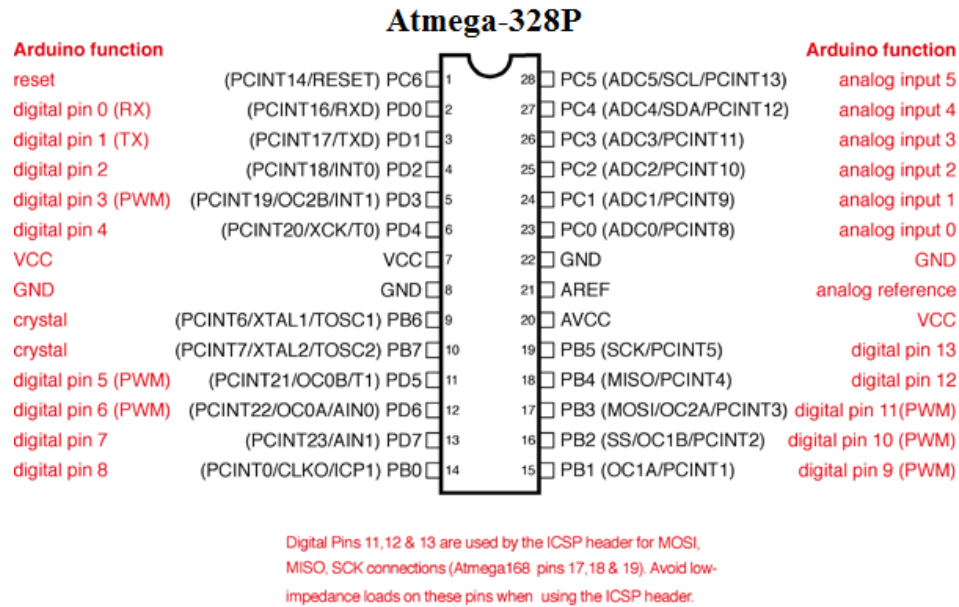 Atmega-328P
Arduino function Arduino function
reset (PCINT14/RESET) PC6 1 28 PC5 (ADC5/SCL/PCINT13) analog input 5
digital pin 0 (RX) (PCINT16/RXD) PD0 2 27 PC4 (ADC4/SDA/PCINT12) analog input 4
digital pin 1 (TX) (PCINT17/TXD) PD1 3 26 PC3 (ADC3/PCINT11) analog input 3
digital pin 2 (PCINT18/INT0) PD2 4 25 PC2 (ADC2/PCINT10) analog input 2
digital pin 3 (PWM) (PCINT19/OC2B/INT1) PD3 5 24 PC1 (ADC1/PCINT9) analog input 1
digital pin 4 (PCINT20/XCK/T0) PD4 6 23 PC0 (ADC0/PCINT8) analog input 0
VCC VCC 7 22 GND GND
GND GND 8 21 AREF analog reference
crystal (PCINT6/XTAL1/TOSC1) PB6 9 20 AVCC VCC
crystal (PCINT7/XTAL2/TOSC2) PB7 10 19 PB5 (SCK/PCINT5) digital pin 13
digital pin 5 (PWM) (PCINT21/OC0B/T1) PD5 11 18 PB4 (MISO/PCINT4) digital pin 12
digital pin 6 (PWM) (PCINT22/OC0A/AIN0) PD6 12 17 PB3 (MOSI/OC2A/PCINT3) digital pin 11(PWM)
digital pin 7 (PCINT23/AIN1) PD7 13 16 PB2 (SS/OC1B/PCINT2) digital pin 10 (PWM)
digital pin 8 (PCINT0/CLKO/ICP1) PB0 14 15 PB1 (OC1A/PCINT1) digital pin 9 (PWM)
Digital Pins 11,12 & 13 are used by the ICSP header for MOSI,
MISO, SCK connections (Atmega168 pins 17,18 & 19). Avoid low-
impedance loads on these pins when using the ICSP header.